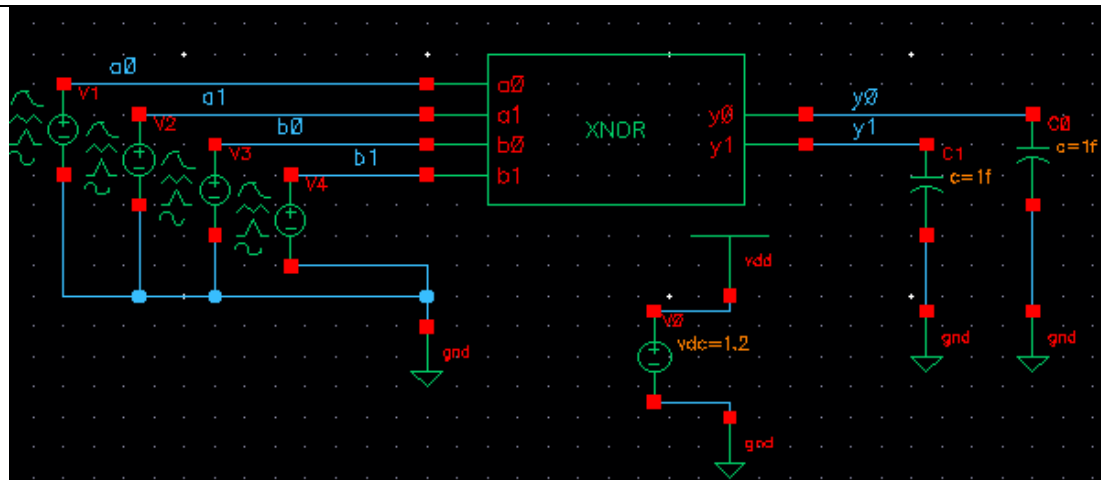 a0
V1
a1
V2
b0
V3
b1
V4
gnd
a0
a1
b0
b1
XNOR
y0
y1
y0
y1
C0
c=1f
C1
c=1f
vdd
V0
vdc=1.2
gnd
gnd
gnd